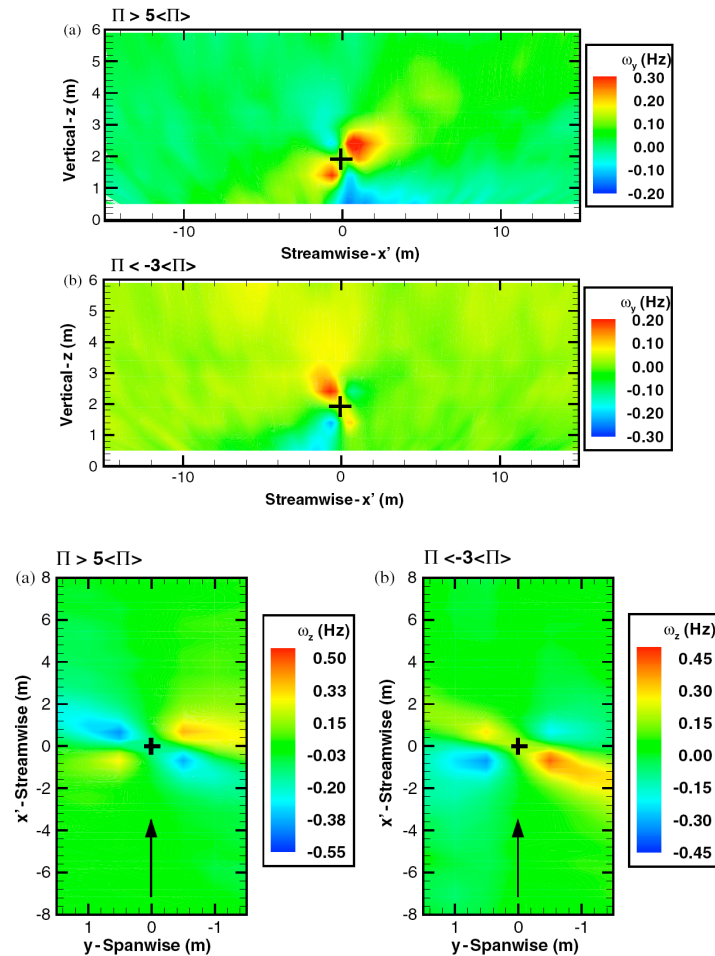 Π > 5<Π>
(a)
6
5
4
3
2
1
0
Vertical - z (m)
-10 0 10
Streamwise - x' (m)
ω_y (Hz)
0.30
0.20
0.10
0.00
-0.10
-0.20
Π < -3<Π>
(b)
6
5
4
3
2
1
0
Vertical - z (m)
-10 0 10
Streamwise - x' (m)
ω_y (Hz)
0.20
0.10
0.00
-0.10
-0.20
-0.30
Π > 5<Π>
(a)
8
6
4
2
0
-2
-4
-6
-8
x' - Streamwise (m)
1 0 -1
y - Spanwise (m)
ω_z (Hz)
0.50
0.33
0.15
-0.03
-0.20
-0.38
-0.55
Π <-3<Π>
(b)
8
6
4
2
0
-2
-4
-6
-8
x' - Streamwise (m)
1 0 -1
y - Spanwise (m)
ω_z (Hz)
0.45
0.30
0.15
0.00
-0.15
-0.30
-0.45